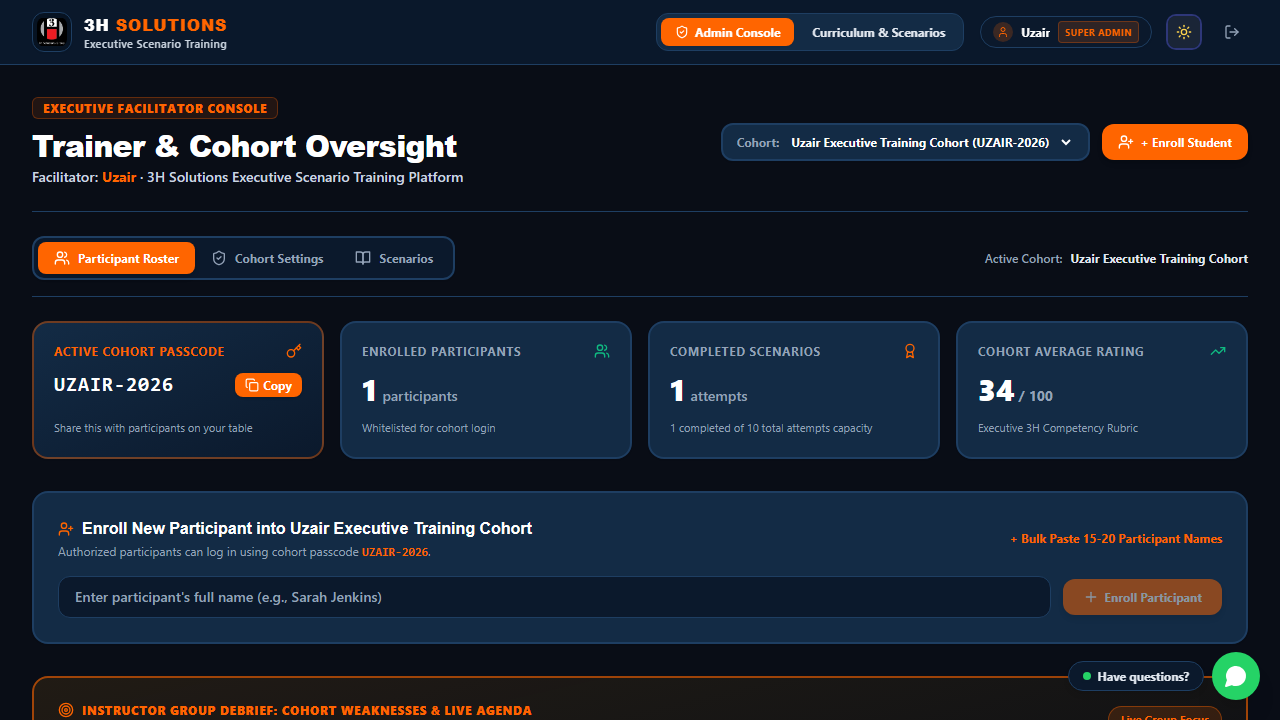 3H SOLUTIONS
Executive Scenario Training
Admin Console
Curriculum & Scenarios
Uzair
SUPER ADMIN
EXECUTIVE FACILITATOR CONSOLE
Trainer & Cohort Oversight
Facilitator: Uzair · 3H Solutions Executive Scenario Training Platform
Cohort: Uzair Executive Training Cohort (UZAIR-2026)
+ Enroll Student
Participant Roster
Cohort Settings
Scenarios
Active Cohort: Uzair Executive Training Cohort
ACTIVE COHORT PASSCODE
UZAIR-2026
Copy
Share this with participants on your table
ENROLLED PARTICIPANTS
1 participants
Whitelisted for cohort login
COMPLETED SCENARIOS
1 attempts
1 completed of 10 total attempts capacity
COHORT AVERAGE RATING
34 / 100
Executive 3H Competency Rubric
Enroll New Participant into Uzair Executive Training Cohort
Authorized participants can log in using cohort passcode UZAIR-2026.
+ Bulk Paste 15-20 Participant Names
Enter participant's full name (e.g., Sarah Jenkins)
Enroll Participant
Have questions?
INSTRUCTOR GROUP DEBRIEF: COHORT WEAKNESSES & LIVE AGENDA
Live Group Focus